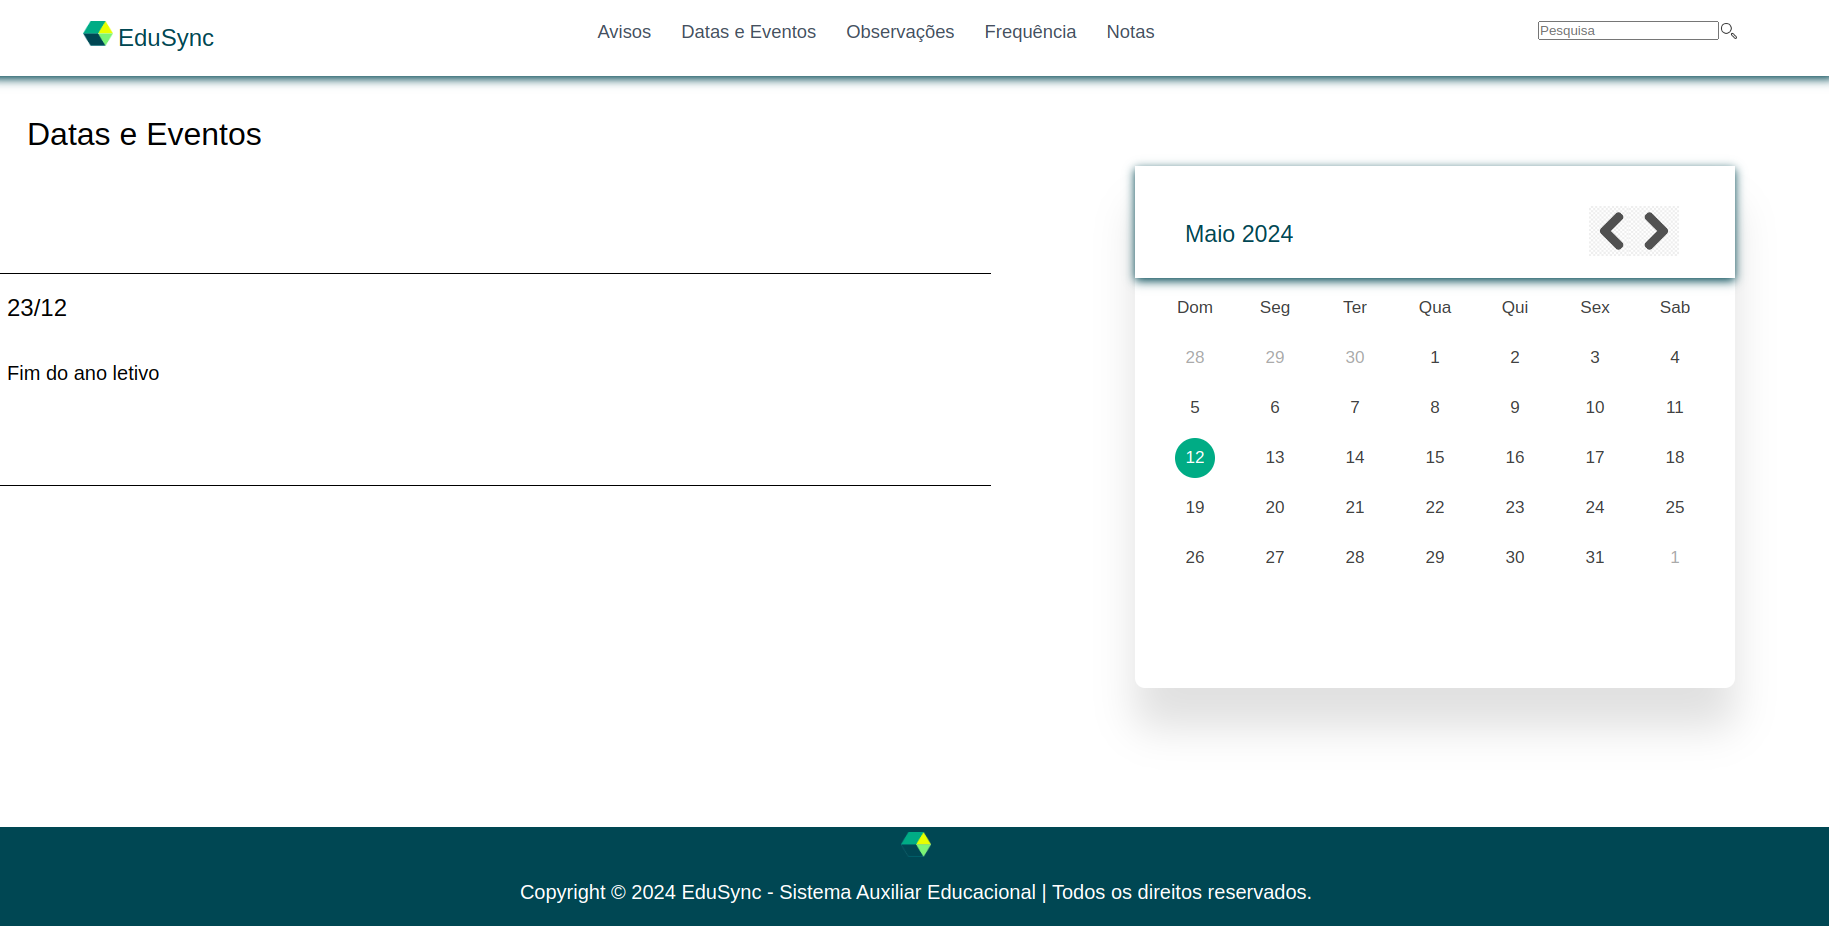 EduSync
Avisos Datas e Eventos Observações Frequência Notas
Pesquisa
Datas e Eventos
23/12
Fim do ano letivo
Maio 2024
Dom Seg Ter Qua Qui Sex Sab
28 29 30 1 2 3 4
5 6 7 8 9 10 11
12 13 14 15 16 17 18
19 20 21 22 23 24 25
26 27 28 29 30 31 1
Copyright © 2024 EduSync - Sistema Auxiliar Educacional | Todos os direitos reservados.